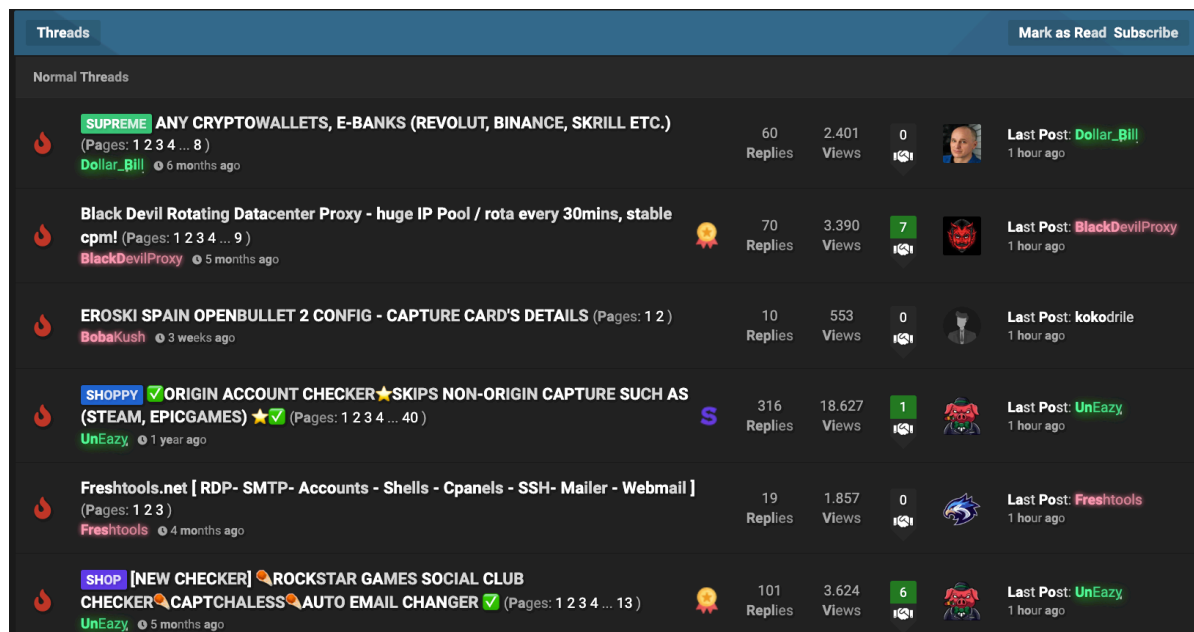 Threads
Mark as Read Subscribe
Normal Threads
SUPREME ANY CRYPTOWALLETS, E-BANKS (REVOLUT, BINANCE, SKRILL ETC.)
(Pages: 1 2 3 4 ... 8 )
Dollar_Bill 6 months ago
60
Replies
2.401
Views
0
Last Post: Dollar_Bill
1 hour ago
Black Devil Rotating Datacenter Proxy - huge IP Pool / rota every 30mins, stable
cpm! (Pages: 1 2 3 4 ... 9 )
BlackDevilProxy 5 months ago
70
Replies
3.390
Views
7
Last Post: BlackDevilProxy
1 hour ago
EROSKI SPAIN OPENBULLET 2 CONFIG - CAPTURE CARD'S DETAILS (Pages: 1 2 )
BobaKush 3 weeks ago
10
Replies
553
Views
0
Last Post: kokodrile
1 hour ago
SHOPPY ✅ORIGIN ACCOUNT CHECKER⭐SKIPS NON-ORIGIN CAPTURE SUCH AS
(STEAM, EPICGAMES) ⭐✅ (Pages: 1 2 3 4 ... 40 )
UnEazy 1 year ago
S
316
Replies
18.627
Views
1
Last Post: UnEazy
1 hour ago
Freshtools.net [ RDP- SMTP- Accounts - Shells - Cpanels - SSH- Mailer - Webmail ]
(Pages: 1 2 3 )
Freshtools 4 months ago
19
Replies
1.857
Views
0
Last Post: Freshtools
1 hour ago
SHOP [NEW CHECKER] ROCKSTAR GAMES SOCIAL CLUB
CHECKER CAPTCHALESS AUTO EMAIL CHANGER ✅ (Pages: 1 2 3 4 ... 13 )
UnEazy 5 months ago
101
Replies
3.624
Views
6
Last Post: UnEazy
1 hour ago